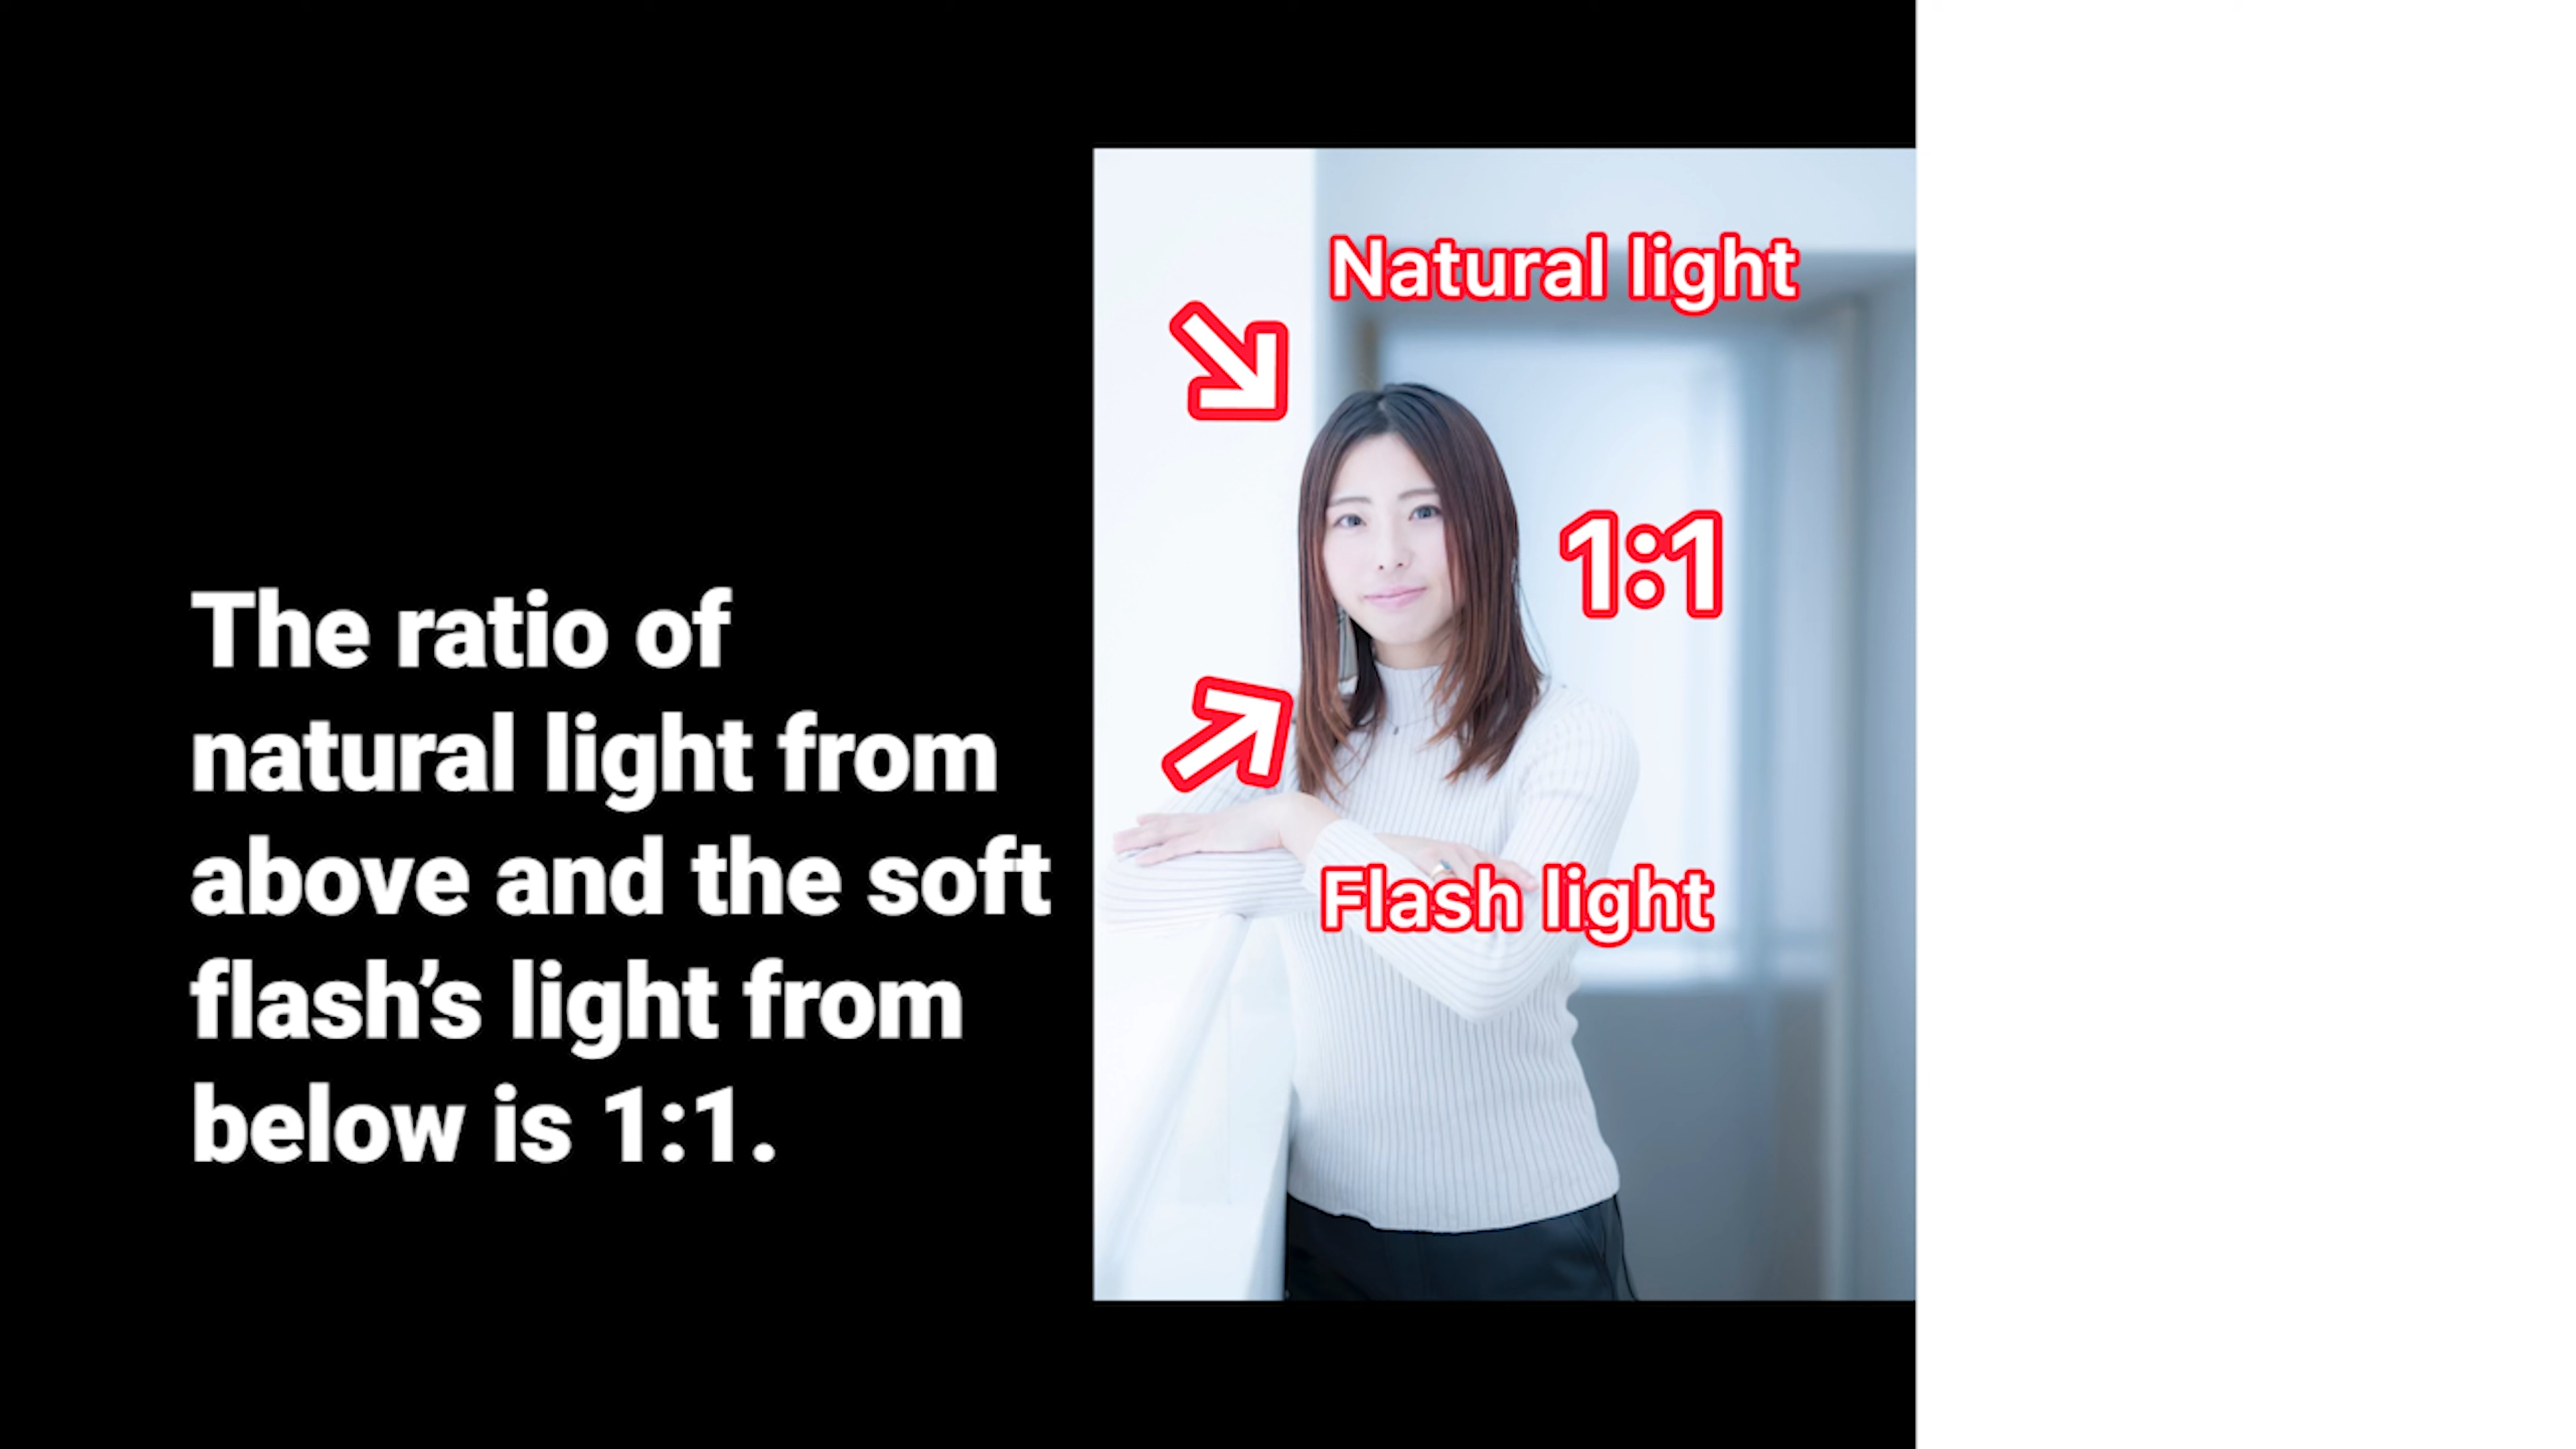 The ratio of
natural light from
above and the soft
flash’s light from
below is 1:1.
Natural light
1:1
Flash light